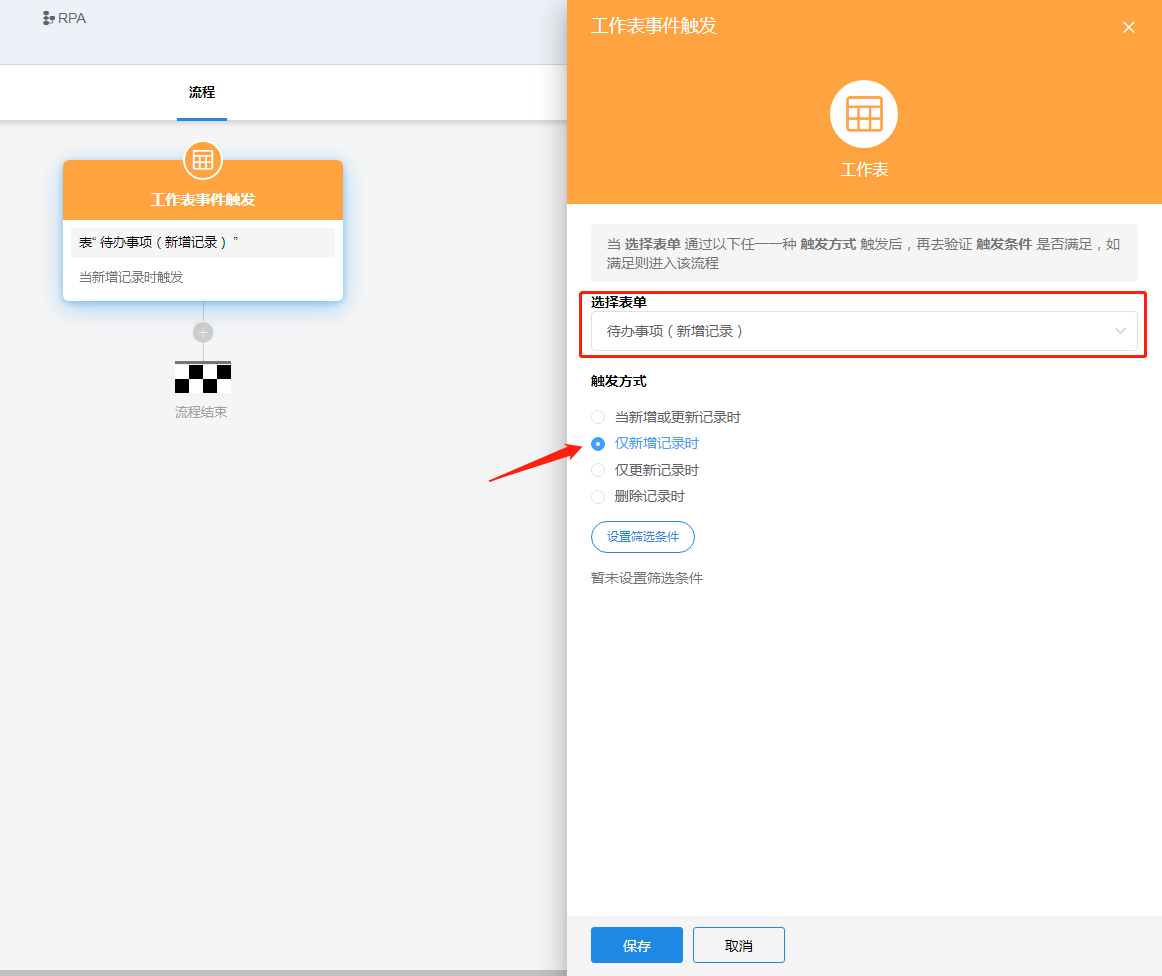 RPA
流程
工作表事件触发
表“ 待办事项（新增记录） ”
当新增记录时触发
流程结束
工作表事件触发
工作表
当 选择表单 通过以下任一一种 触发方式 触发后，再去验证 触发条件 是否满足，如
满足则进入该流程
选择表单
待办事项（新增记录）
触发方式
当新增或更新记录时
仅新增记录时
仅更新记录时
删除记录时
设置筛选条件
暂未设置筛选条件
保存
取消